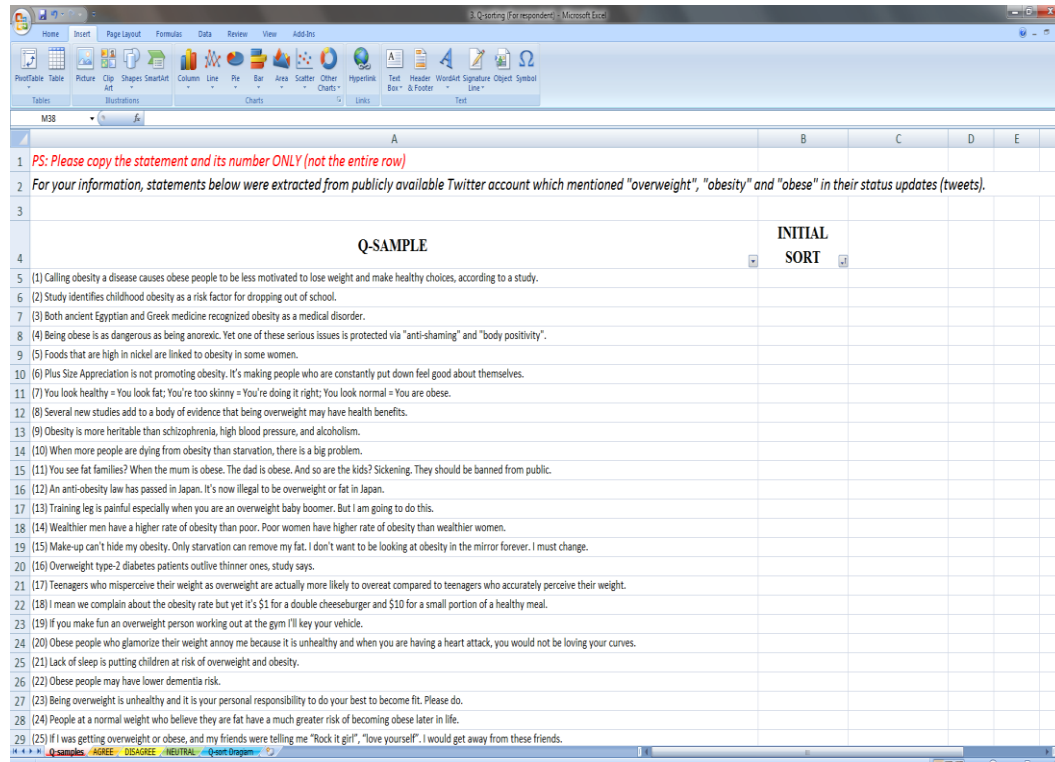 3. Q-sorting (For respondent) - Microsoft Excel
Home Insert Page Layout Formulas Data Review View Add-Ins
PivotTable Table Picture Clip Art Shapes SmartArt Column Line Pie Bar Area Scatter Other Charts Hyperlink Text Box Header & Footer WordArt Signature Line Object Symbol
Tables Illustrations Charts Links Text
M38 fx
A B C D E
1 PS: Please copy the statement and its number ONLY (not the entire row)
2 For your information, statements below were extracted from publicly available Twitter account which mentioned "overweight", "obesity" and "obese" in their status updates (tweets).
3
4 Q-SAMPLE INITIAL SORT
5 (1) Calling obesity a disease causes obese people to be less motivated to lose weight and make healthy choices, according to a study.
6 (2) Study identifies childhood obesity as a risk factor for dropping out of school.
7 (3) Both ancient Egyptian and Greek medicine recognized obesity as a medical disorder.
8 (4) Being obese is as dangerous as being anorexic. Yet one of these serious issues is protected via "anti-shaming" and "body positivity".
9 (5) Foods that are high in nickel are linked to obesity in some women.
10 (6) Plus Size Appreciation is not promoting obesity. It's making people who are constantly put down feel good about themselves.
11 (7) You look healthy = You look fat; You're too skinny = You're doing it right; You look normal = You are obese.
12 (8) Several new studies add to a body of evidence that being overweight may have health benefits.
13 (9) Obesity is more heritable than schizophrenia, high blood pressure, and alcoholism.
14 (10) When more people are dying from obesity than starvation, there is a big problem.
15 (11) You see fat families? When the mum is obese. The dad is obese. And so are the kids? Sickening. They should be banned from public.
16 (12) An anti-obesity law has passed in Japan. It's now illegal to be overweight or fat in Japan.
17 (13) Training leg is painful especially when you are an overweight baby boomer. But I am going to do this.
18 (14) Wealthier men have a higher rate of obesity than poor. Poor women have higher rate of obesity than wealthier women.
19 (15) Make-up can't hide my obesity. Only starvation can remove my fat. I don't want to be looking at obesity in the mirror forever. I must change.
20 (16) Overweight type-2 diabetes patients outlive thinner ones, study says.
21 (17) Teenagers who misperceive their weight as overweight are actually more likely to overeat compared to teenagers who accurately perceive their weight.
22 (18) I mean we complain about the obesity rate but yet it's $1 for a double cheeseburger and $10 for a small portion of a healthy meal.
23 (19) If you make fun an overweight person working out at the gym I'll key your vehicle.
24 (20) Obese people who glamorize their weight annoy me because it is unhealthy and when you are having a heart attack, you would not be loving your curves.
25 (21) Lack of sleep is putting children at risk of overweight and obesity.
26 (22) Obese people may have lower dementia risk.
27 (23) Being overweight is unhealthy and it is your personal responsibility to do your best to become fit. Please do.
28 (24) People at a normal weight who believe they are fat have a much greater risk of becoming obese later in life.
29 (25) If I was getting overweight or obese, and my friends were telling me "Rock it girl", "love yourself". I would get away from these friends.
Q-samples AGREE DISAGREE NEUTRAL Q-sort Dragiam